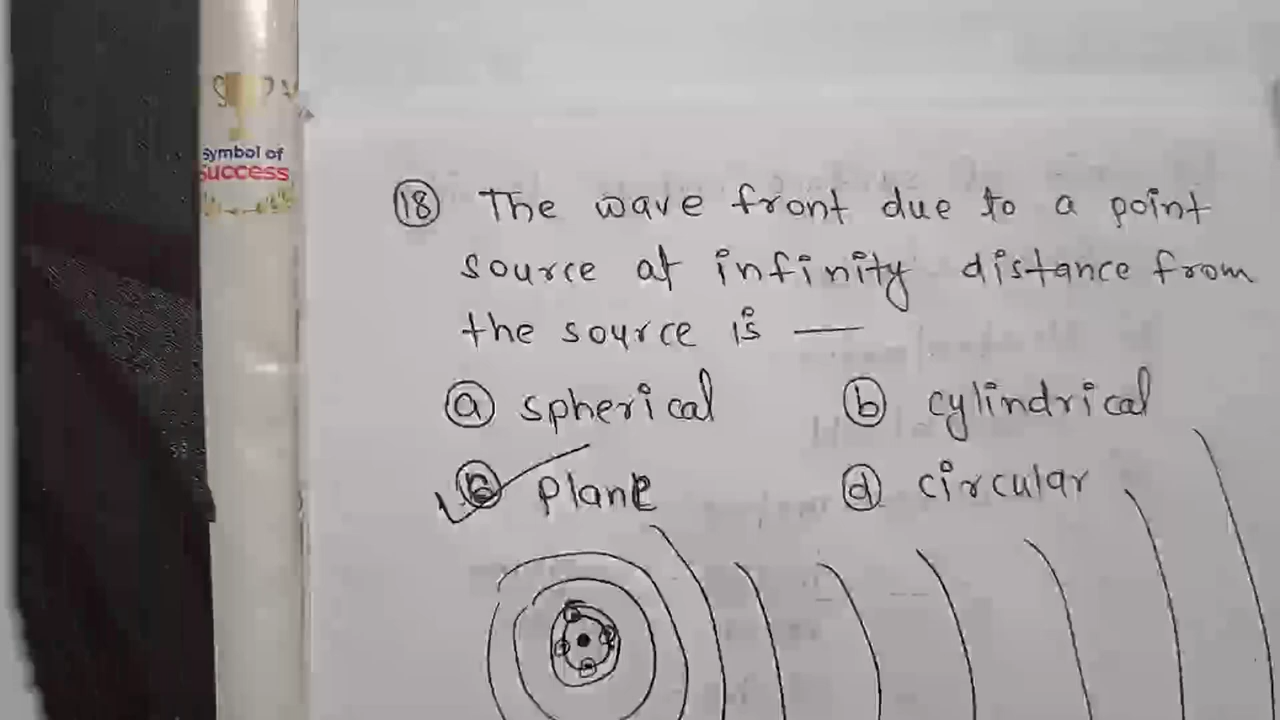 Symbol of
Success
18 The wave front due to a point
source at infinity distance from
the source is —
a spherical
b cylindrical
c plane
d circular